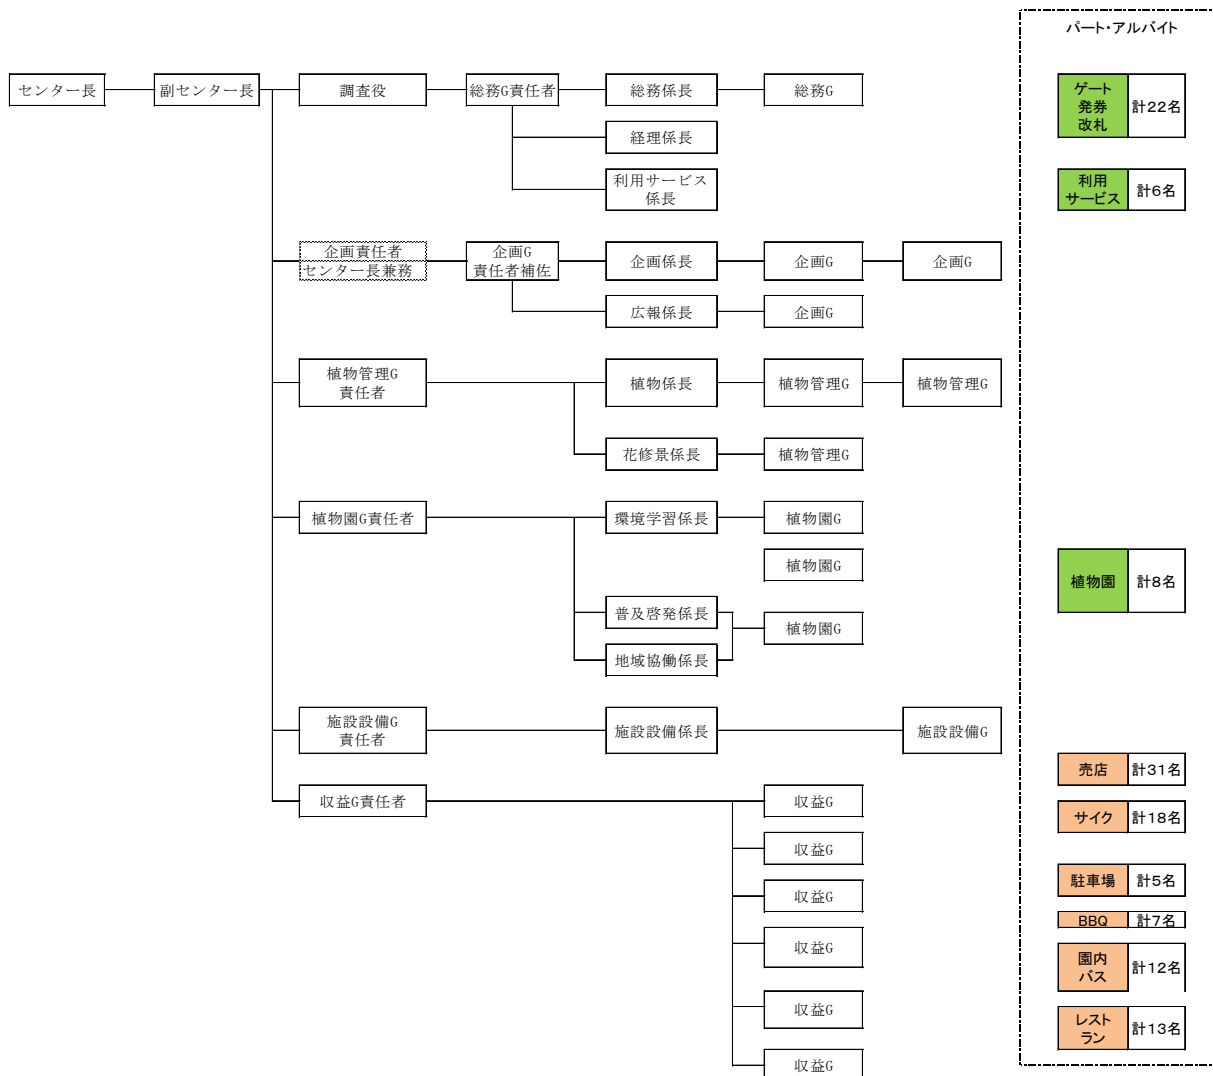 パート・アルバイト
センター長
副センター長
調査役
総務G責任者
総務係長
総務G
ゲート
発券
改札
計22名
経理係長
利用サービス
係長
利用
サービス
計6名
企画責任者
センター長兼務
企画G
責任者補佐
企画係長
企画G
企画G
広報係長
企画G
植物管理G
責任者
植物係長
植物管理G
植物管理G
花修景係長
植物管理G
植物園G責任者
環境学習係長
植物園G
植物園G
植物園
計8名
普及啓発係長
植物園G
地域協働係長
施設設備G
責任者
施設設備係長
施設設備G
売店
計31名
収益G責任者
収益G
サイク
計18名
収益G
駐車場
計5名
収益G
BBQ
計7名
収益G
園内
バス
計12名
収益G
レスト
ラン
計13名
収益G